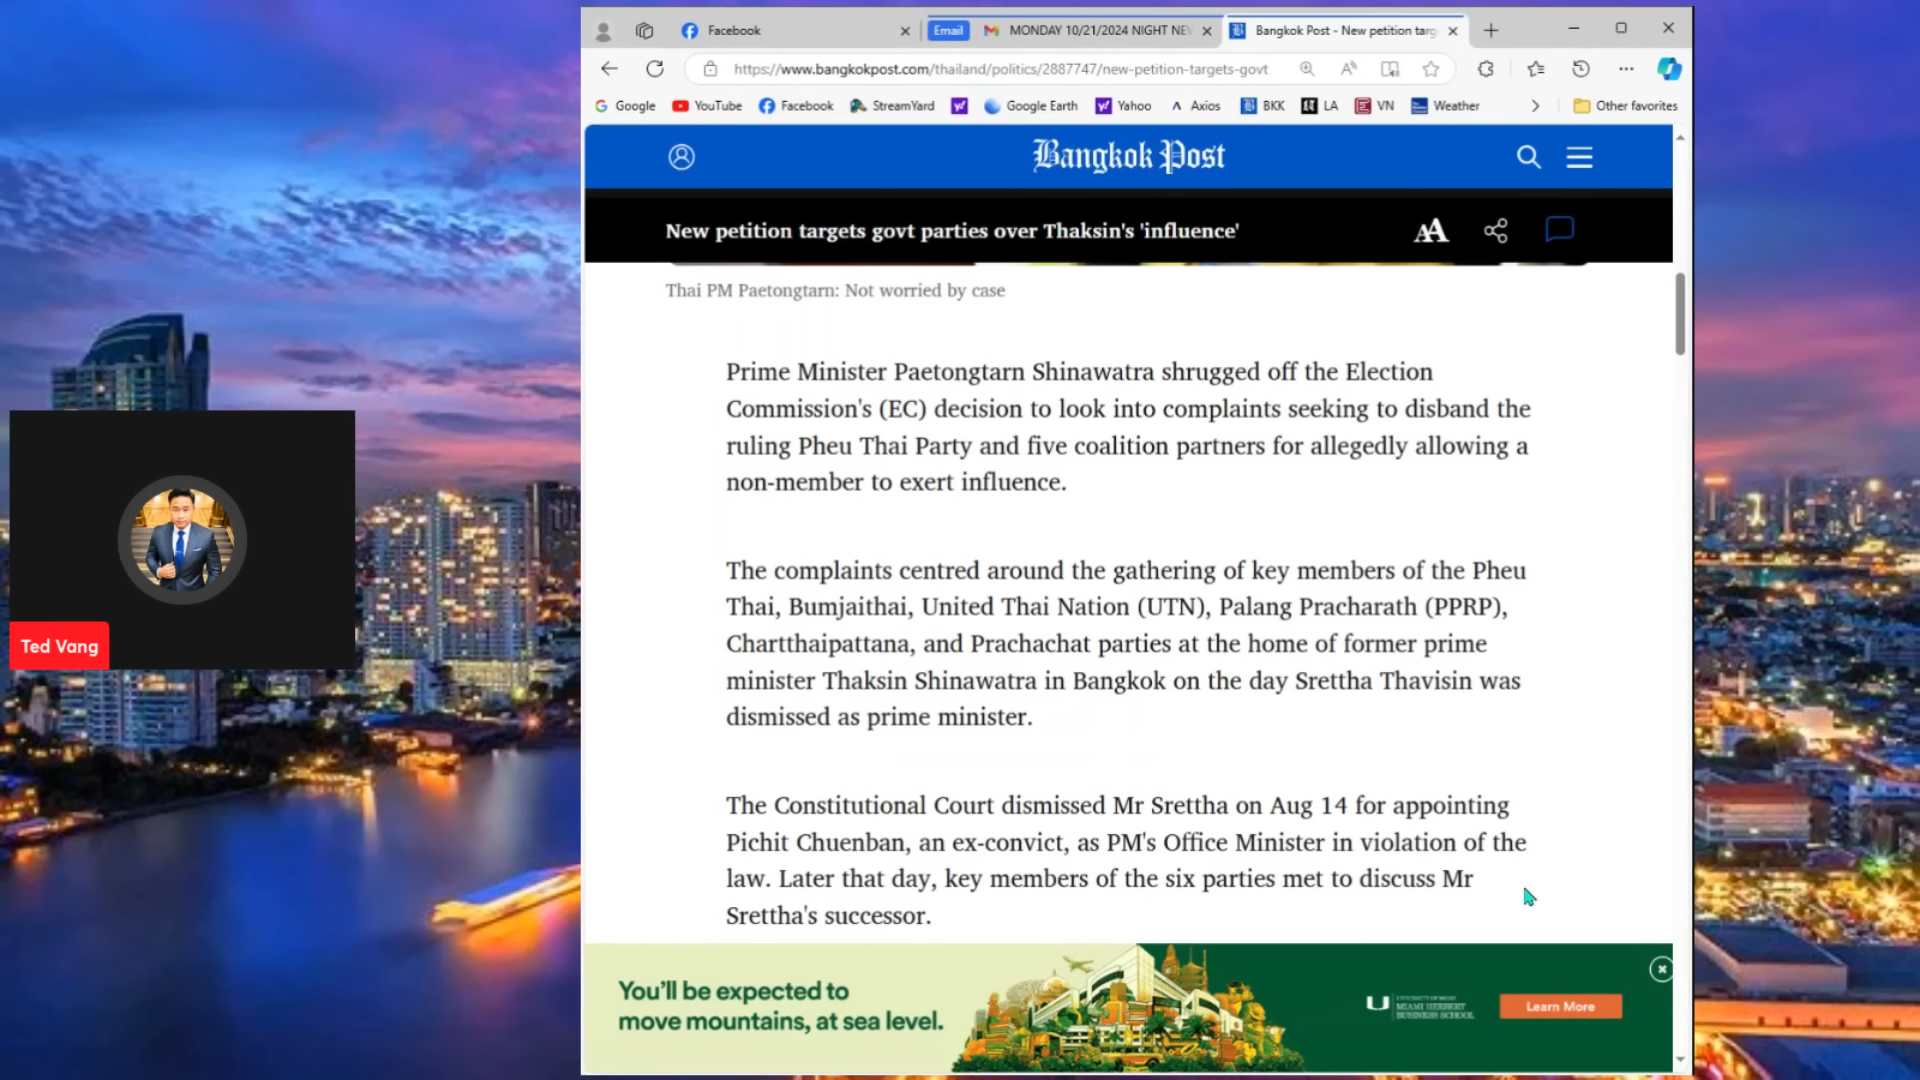 Facebook
Email
MONDAY 10/21/2024 NIGHT NE
Bangkok Post - New petition targ
https://www.bangkokpost.com/thailand/politics/2887747/new-petition-targets-govt
Google
YouTube
Facebook
StreamYard
Google Earth
Yahoo
Axios
BKK
LA
VN
Weather
Other favorites
Bangkok Post
New petition targets govt parties over Thaksin's 'influence'
AA
Thai PM Paetongtarn: Not worried by case
Prime Minister Paetongtarn Shinawatra shrugged off the Election
Commission's (EC) decision to look into complaints seeking to disband the
ruling Pheu Thai Party and five coalition partners for allegedly allowing a
non-member to exert influence.
The complaints centred around the gathering of key members of the Pheu
Thai, Bumjaithai, United Thai Nation (UTN), Palang Pracharath (PPRP),
Chartthaipattana, and Prachachat parties at the home of former prime
minister Thaksin Shinawatra in Bangkok on the day Srettha Thavisin was
dismissed as prime minister.
The Constitutional Court dismissed Mr Srettha on Aug 14 for appointing
Pichit Chuenban, an ex-convict, as PM's Office Minister in violation of the
law. Later that day, key members of the six parties met to discuss Mr
Srettha's successor.
Ted Vang
You'll be expected to
move mountains, at sea level.
UNIVERSITY OF MIAMI
MIAMI HERBERT
BUSINESS SCHOOL
Learn More